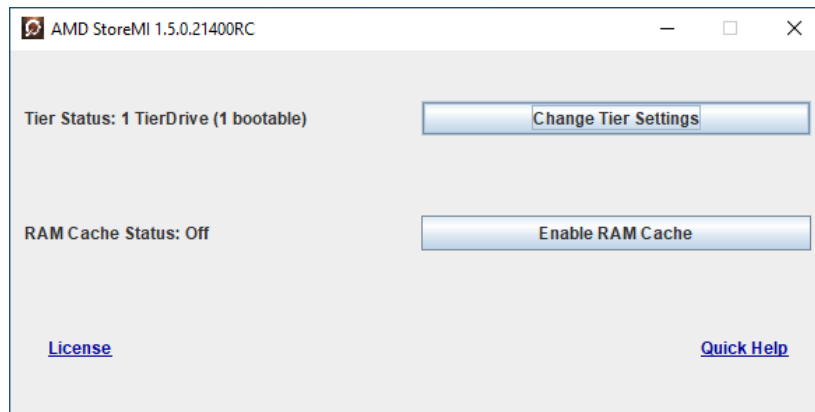 AMD StoreMI 1.5.0.21400RC
Tier Status: 1 TierDrive (1 bootable)
Change Tier Settings
RAM Cache Status: Off
Enable RAM Cache
License
Quick Help